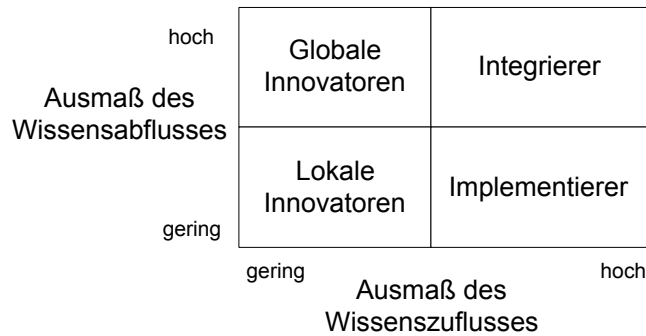 hoch
Globale
Innovatoren
Integrierer
Ausmaß des
Wissensabflusses
Lokale
Innovatoren
Implementierer
gering
gering
hoch
Ausmaß des
Wissenszuflusses